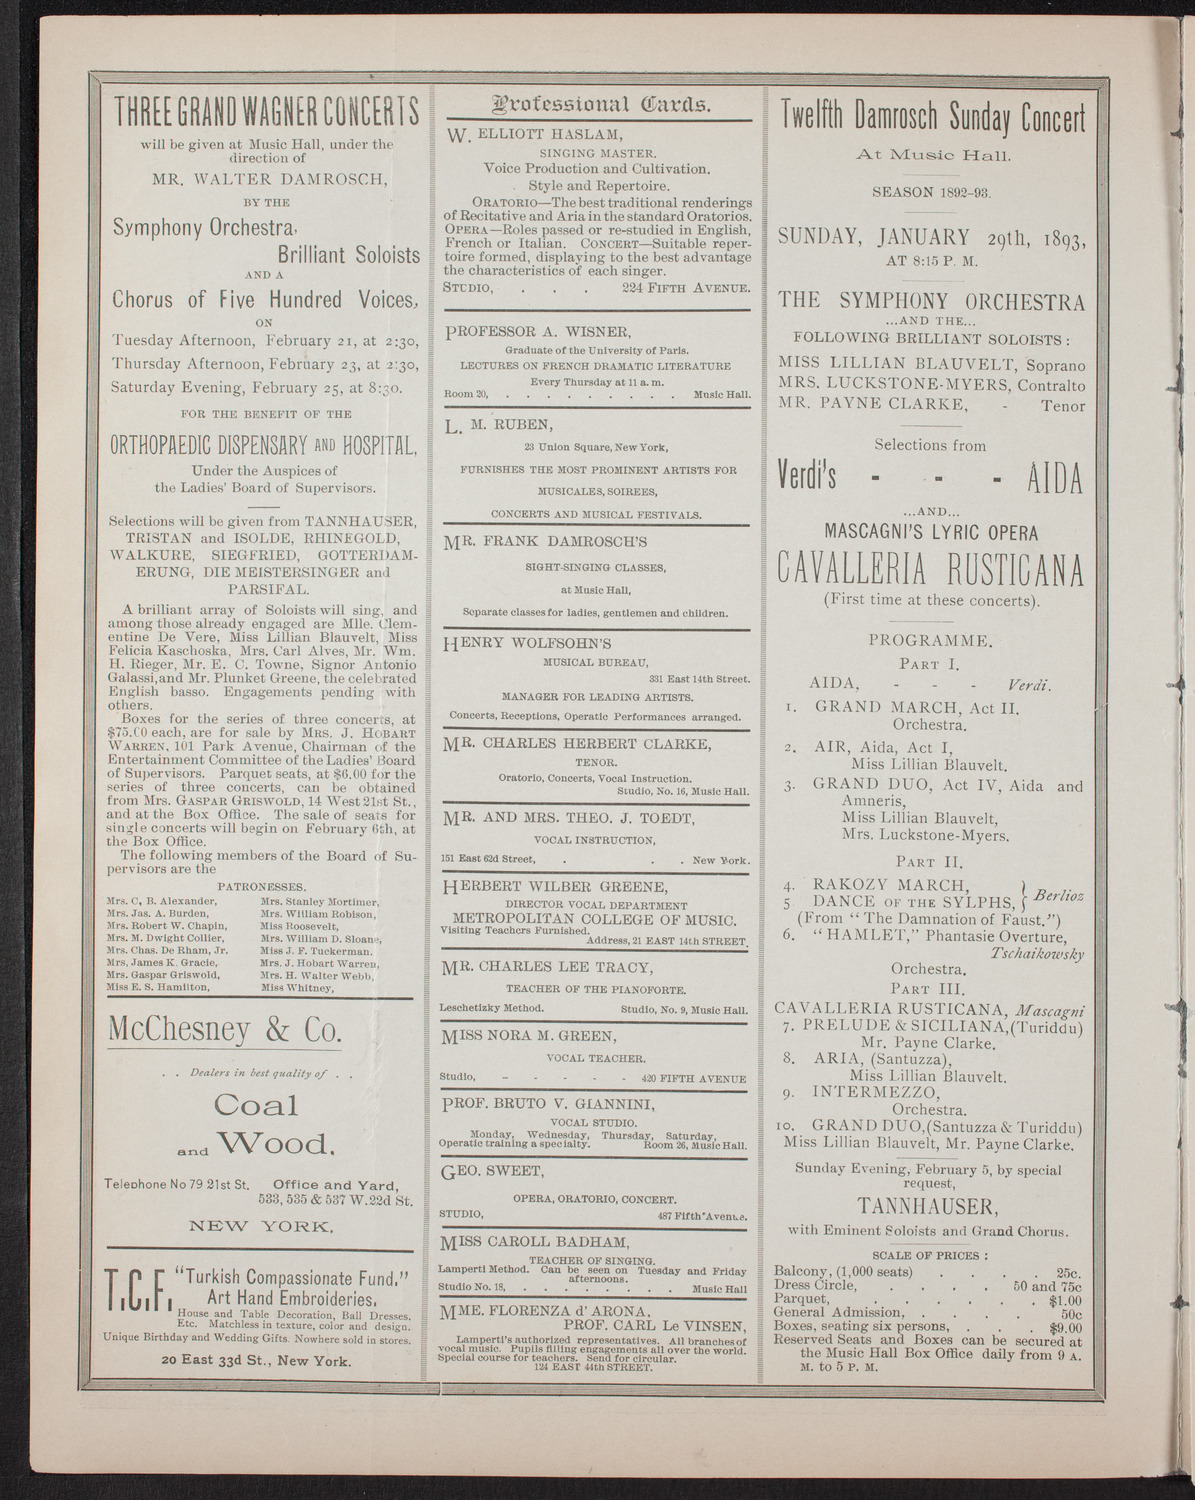 THREE GRAND WAGNER CONCERTS
will be given at Music Hall, under the
direction of
MR. WALTER DAMROSCH,
BY THE
Symphony Orchestra,
Brilliant Soloists
AND A
Chorus of Five Hundred Voices,
ON
Tuesday Afternoon, February 21, at 2:30,
Thursday Afternoon, February 23, at 2:30,
Saturday Evening, February 25, at 8:30.
FOR THE BENEFIT OF THE
ORTHOPAEDIC DISPENSARY AND HOSPITAL,
Under the Auspices of
the Ladies' Board of Supervisors.
Selections will be given from TANNHAUSER,
TRISTAN and ISOLDE, RHINEGOLD,
WALKURE, SIEGFRIED, GOTTERDAM-
ERUNG, DIE MEISTERSINGER and
PARSIFAL.
A brilliant array of Soloists will sing, and
among those already engaged are Mlle. Clem-
entine De Vere, Miss Lillian Blauvelt, Miss
Felicia Kaschoska, Mrs. Carl Alves, Mr. Wm.
H. Rieger, Mr. E. C. Towne, Signor Antonio
Galassi,and Mr. Plunket Greene, the celebrated
English basso. Engagements pending with
others.
Boxes for the series of three concerts, at
$75.00 each, are for sale by MRS. J. HOBART
WARREN, 101 Park Avenue, Chairman of the
Entertainment Committee of the Ladies' Board
of Supervisors. Parquet seats, at $6.00 for the
series of three concerts, can be obtained
from Mrs. GASPAR GRISWOLD, 14 West 21st St.,
and at the Box Office. The sale of seats for
single concerts will begin on February 6th, at
the Box Office.
The following members of the Board of Su-
pervisors are the
PATRONESSES.
Mrs. C, B. Alexander,
Mrs. Jas. A. Burden,
Mrs. Robert W. Chapin,
Mrs. M. Dwight Collier,
Mrs. Chas. De Rham, Jr.
Mrs, James K. Gracie,
Mrs. Gaspar Griswold,
Miss E. S. Hamilton,
Mrs. Stanley Mortimer,
Mrs. William Robison,
Miss Roosevelt,
Mrs. William D. Sloane,
Miss J. F. Tuckerman.
Mrs. J. Hobart Warren,
Mrs. H. Walter Webb,
Miss Whitney,
McChesney & Co.
. . Dealers in best quality of . .
Coal
and Wood.
Telephone No 79 21st St. Office and Yard,
533, 535 & 537 W. 22d St.
NEW YORK.
T.C.F. "Turkish Compassionate Fund."
Art Hand Embroideries.
House and Table Decoration, Ball Dresses.
Etc. Matchless in texture, color and design.
Unique Birthday and Wedding Gifts. Nowhere sold in stores.
20 East 33d St., New York.
Professional Cards.
W. ELLIOTT HASLAM,
SINGING MASTER.
Voice Production and Cultivation.
Style and Repertoire.
ORATORIO—The best traditional renderings
of Recitative and Aria in the standard Oratorios.
OPERA—Roles passed or re-studied in English,
French or Italian. CONCERT—Suitable reper-
toire formed, displaying to the best advantage
the characteristics of each singer.
STUDIO, . . . 224 FIFTH AVENUE.
PROFESSOR A. WISNER,
Graduate of the University of Paris.
LECTURES ON FRENCH DRAMATIC LITERATURE
Every Thursday at 11 a. m.
Room 20, . . . . . . . . . Music Hall.
L. M. RUBEN,
23 Union Square, New York,
FURNISHES THE MOST PROMINENT ARTISTS FOR
MUSICALES, SOIREES,
CONCERTS AND MUSICAL FESTIVALS.
MR. FRANK DAMROSCH'S
SIGHT-SINGING CLASSES,
at Music Hall,
Separate classes for ladies, gentlemen and children.
HENRY WOLFSOHN'S
MUSICAL BUREAU,
331 East 14th Street.
MANAGER FOR LEADING ARTISTS.
Concerts, Receptions, Operatic Performances arranged.
MR. CHARLES HERBERT CLARKE,
TENOR.
Oratorio, Concerts, Vocal Instruction.
Studio, No. 16, Music Hall.
MR. AND MRS. THEO. J. TOEDT,
VOCAL INSTRUCTION,
151 East 62d Street, . . . New York.
HERBERT WILBER GREENE,
DIRECTOR VOCAL DEPARTMENT
METROPOLITAN COLLEGE OF MUSIC.
Visiting Teachers Furnished.
Address, 21 EAST 14th STREET.
MR. CHARLES LEE TRACY,
TEACHER OF THE PIANOFORTE.
Leschetizky Method. Studio, No. 9, Music Hall.
MISS NORA M. GREEN,
VOCAL TEACHER.
Studio, - - - - - 420 FIFTH AVENUE
PROF. BRUTO V. GIANNINI,
VOCAL STUDIO.
Monday, Wednesday, Thursday, Saturday,
Operatic training a specialty. Room 26, Music Hall.
GEO. SWEET,
OPERA, ORATORIO, CONCERT.
STUDIO, 487 Fifth Avenue.
MISS CAROLL BADHAM,
TEACHER OF SINGING.
Lamperti Method. Can be seen on Tuesday and Friday
afternoons.
Studio No. 18, . . . . . . . . Music Hall
MME. FLORENZA d' ARONA,
PROF. CARL Le VINSEN,
Lamperti's authorized representatives. All branches of
vocal music. Pupils filling engagements all over the world.
Special course for teachers. Send for circular.
124 EAST 44th STREET.
Twelfth Damrosch Sunday Concert
At Music Hall.
SEASON 1892-93.
SUNDAY, JANUARY 29th, 1893,
AT 8:15 P. M.
THE SYMPHONY ORCHESTRA
...AND THE...
FOLLOWING BRILLIANT SOLOISTS :
MISS LILLIAN BLAUVELT, Soprano
MRS. LUCKSTONE-MYERS, Contralto
MR. PAYNE CLARKE, - Tenor
Selections from
Verdi's - - - AIDA
...AND...
MASCAGNI'S LYRIC OPERA
CAVALLERIA RUSTICANA
(First time at these concerts).
PROGRAMME.
PART I.
AIDA, - - - Verdi.
1. GRAND MARCH, Act II.
Orchestra.
2. AIR, Aida, Act I,
Miss Lillian Blauvelt.
3. GRAND DUO, Act IV, Aida and
Amneris,
Miss Lillian Blauvelt,
Mrs. Luckstone-Myers.
PART II.
4. RAKOZY MARCH,
5 DANCE OF THE SYLPHS, } Berlioz
(From "The Damnation of Faust.")
6. "HAMLET," Phantasie Overture,
Tschaikowsky
Orchestra.
PART III.
CAVALLERIA RUSTICANA, Mascagni
7. PRELUDE & SICILIANA,(Turiddu)
Mr. Payne Clarke.
8. ARIA, (Santuzza),
Miss Lillian Blauvelt.
9. INTERMEZZO,
Orchestra.
10. GRAND DUO,(Santuzza & Turiddu)
Miss Lillian Blauvelt, Mr. Payne Clarke.
Sunday Evening, February 5, by special
request,
TANNHAUSER,
with Eminent Soloists and Grand Chorus.
SCALE OF PRICES :
Balcony, (1,000 seats) . . . . 25c.
Dress Circle, . . . . 50 and 75c
Parquet, . . . . . . . $1.00
General Admission, . . . . 50c
Boxes, seating six persons, . . . $9.00
Reserved Seats and Boxes can be secured at
the Music Hall Box Office daily from 9 A.
M. to 5 P. M.